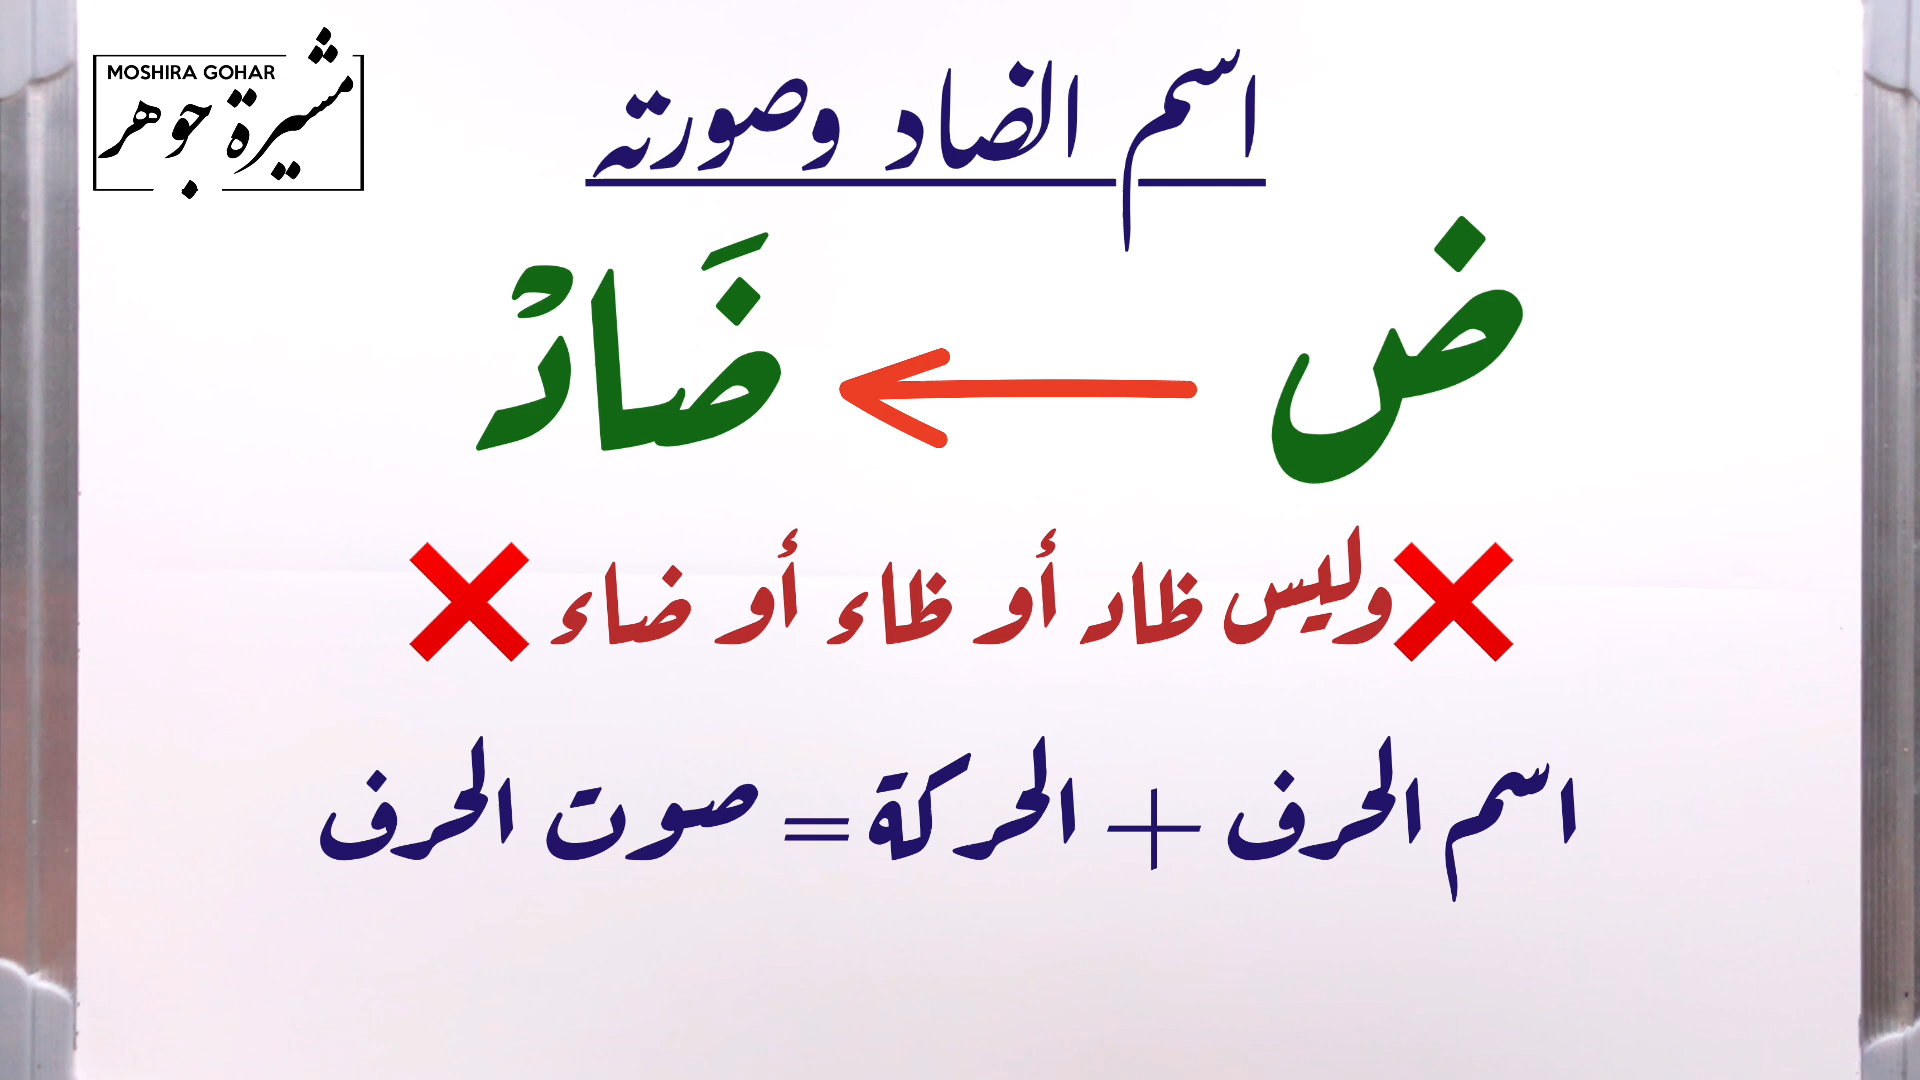 MOSHIRA GOHAR
مشيرة جوهر
اسم الضاد وصورته
ض ← ضَادْ
❌وليس ظاد أو ظاء أو ضاء ❌
اسم الحرف + الحركة = صوت الحرف